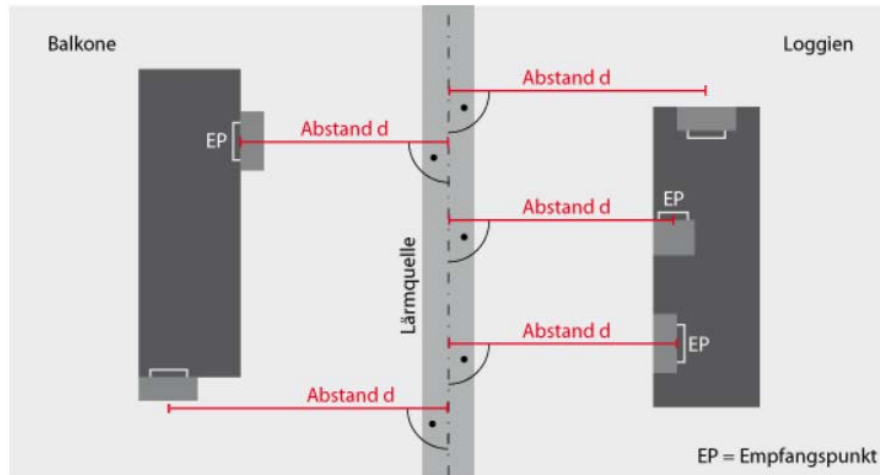 Balkone
Loggien
Abstand d
Abstand d
EP
EP
Abstand d
Lärmquelle
Abstand d
EP
Abstand d
EP = Empfangspunkt